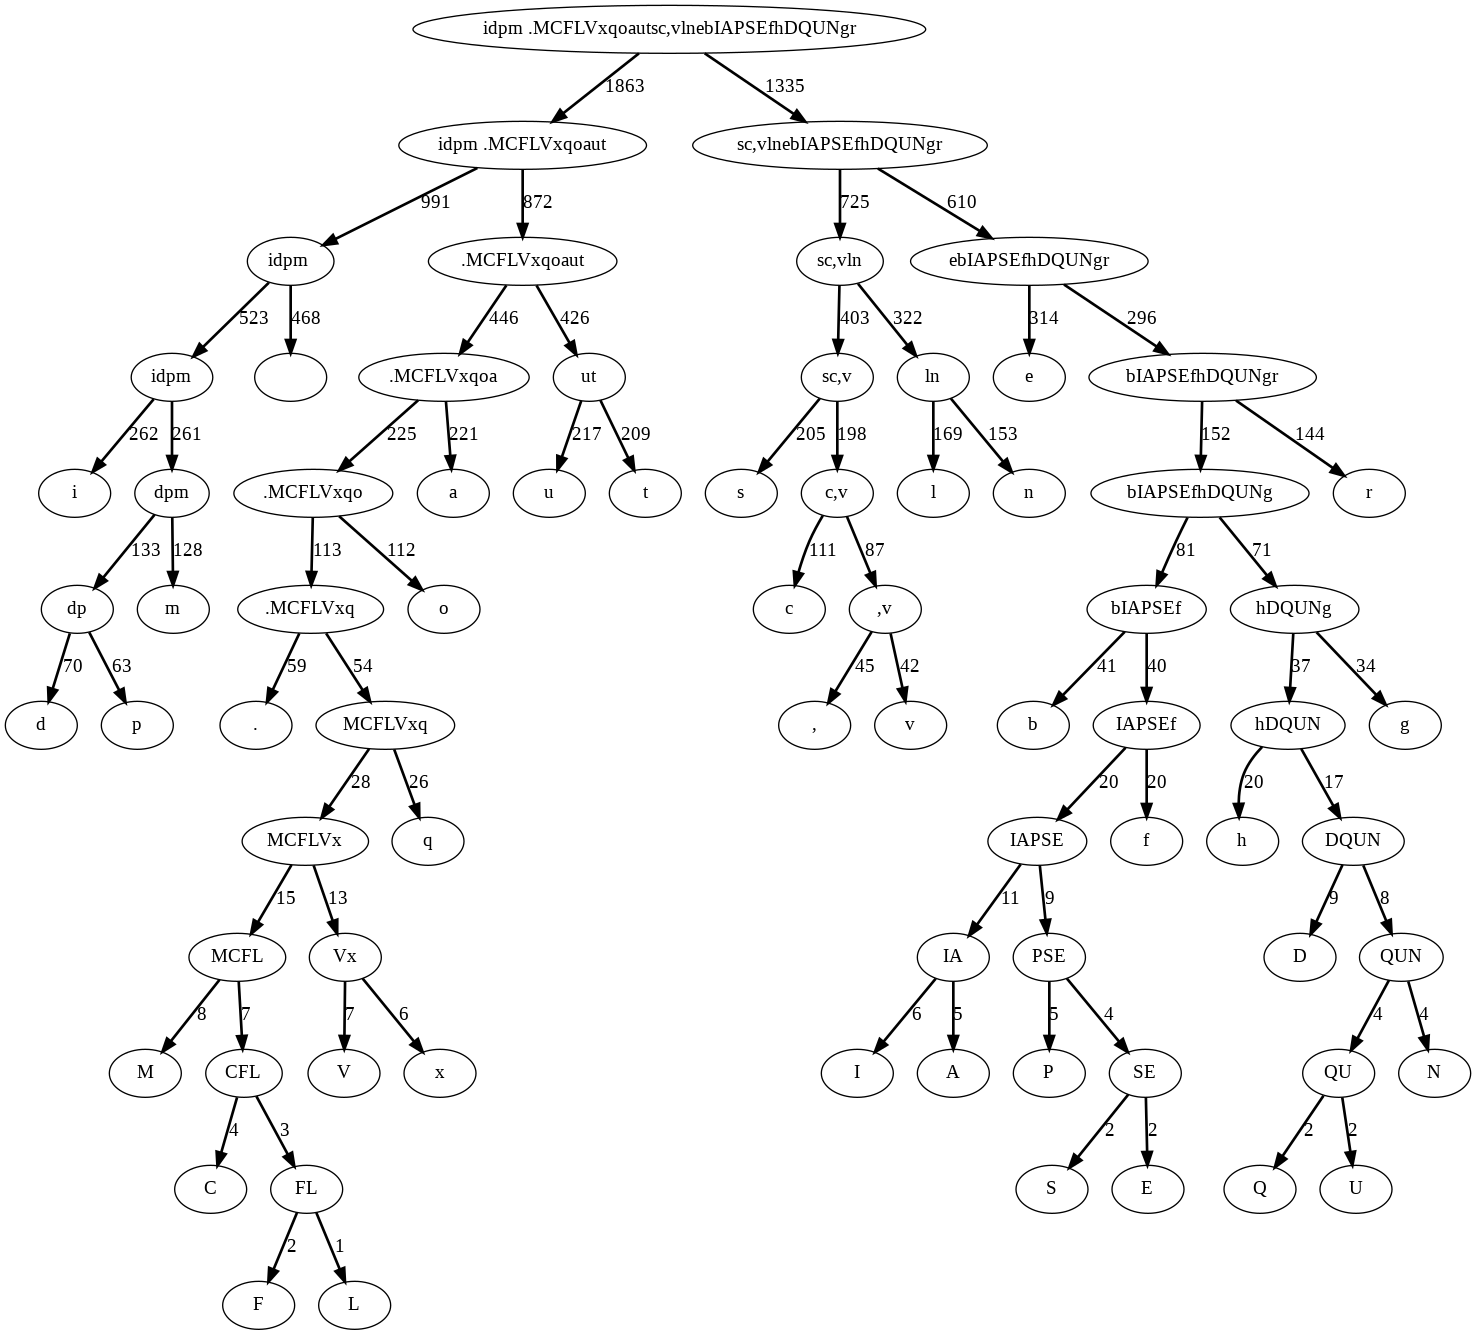 idpm .MCFLVxqoautsc,vlnebIAPSEfhDQUNgr
1863 1335
idpm .MCFLVxqoaut sc,vlnebIAPSEfhDQUNgr
991 872 725 610
idpm .MCFLVxqoaut sc,vln ebIAPSEfhDQUNgr
523 468 446 426 403 322 314 296
idpm .MCFLVxqoa ut sc,v ln e bIAPSEfhDQUNgr
262 261 225 221 217 209 205 198 169 153 152 144
i dpm .MCFLVxqo a u t s c,v l n bIAPSEfhDQUNg r
133 128 113 112 111 87 81 71
dp m .MCFLVxq o c ,v bIAPSEf hDQUNg
70 63 59 54 45 42 41 40 37 34
d p . MCFLVxq , v b IAPSEf hDQUN g
28 26 20 20 20 17
MCFLVx q IAPSE f h DQUN
15 13 11 9 9 8
MCFL Vx IA PSE D QUN
8 7 7 6 6 5 5 4 4 4
M CFL V x I A P SE QU N
4 3 2 2 2 2
C FL S E Q U
2 1
F L